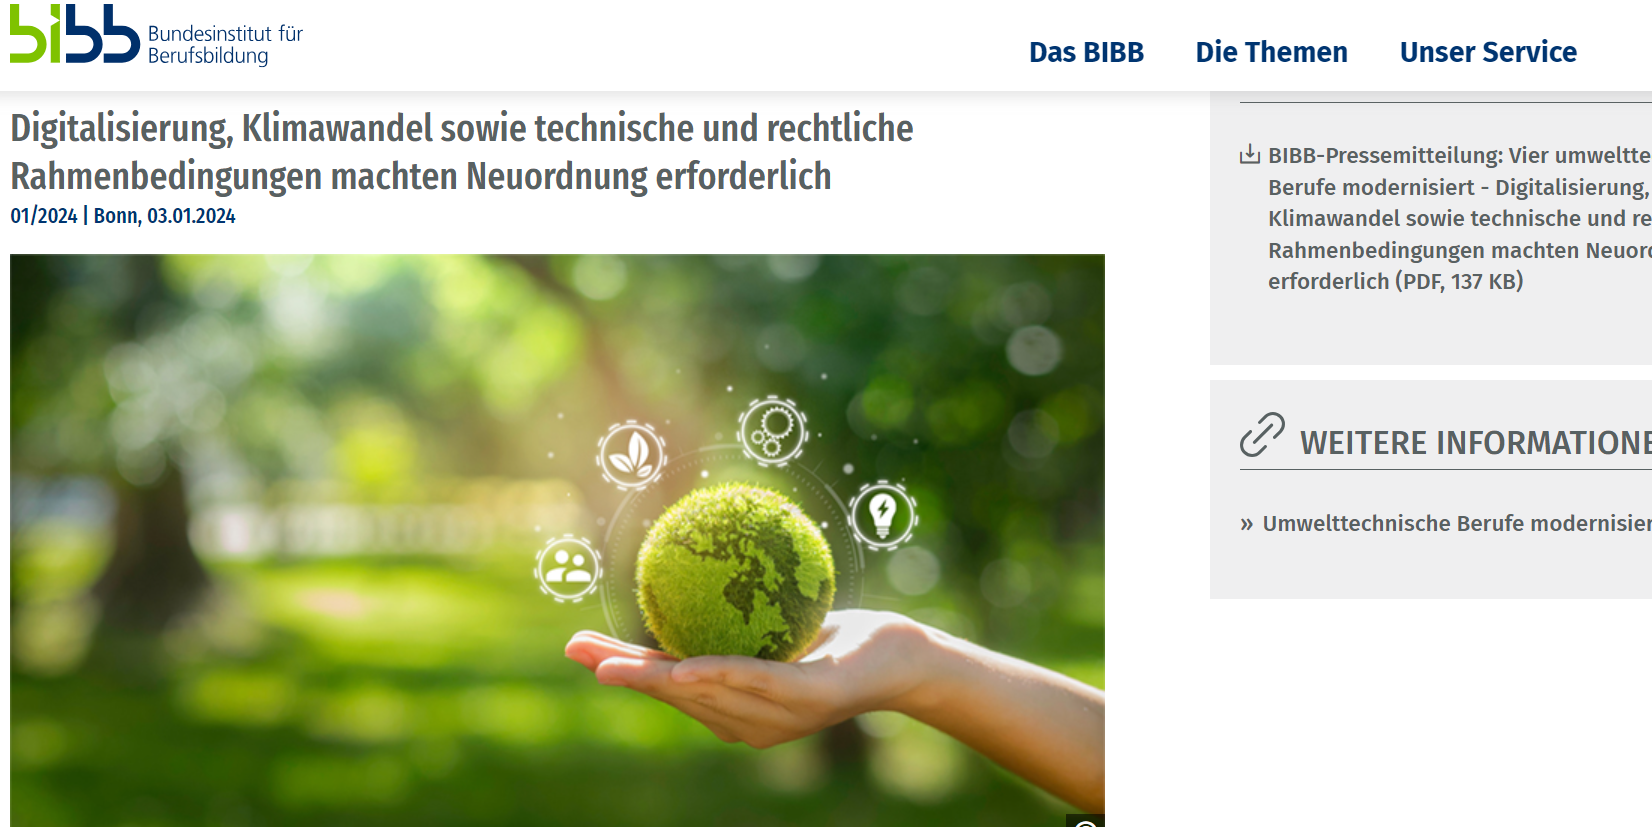 bibb Bundesinstitut für
Berufsbildung
Das BIBB Die Themen Unser Service
Digitalisierung, Klimawandel sowie technische und rechtliche
Rahmenbedingungen machten Neuordnung erforderlich
01/2024 | Bonn, 03.01.2024
BIBB-Pressemitteilung: Vier umweltte
Berufe modernisiert - Digitalisierung,
Klimawandel sowie technische und re
Rahmenbedingungen machten Neuord
erforderlich (PDF, 137 KB)
WEITERE INFORMATIONE
» Umwelttechnische Berufe modernisier